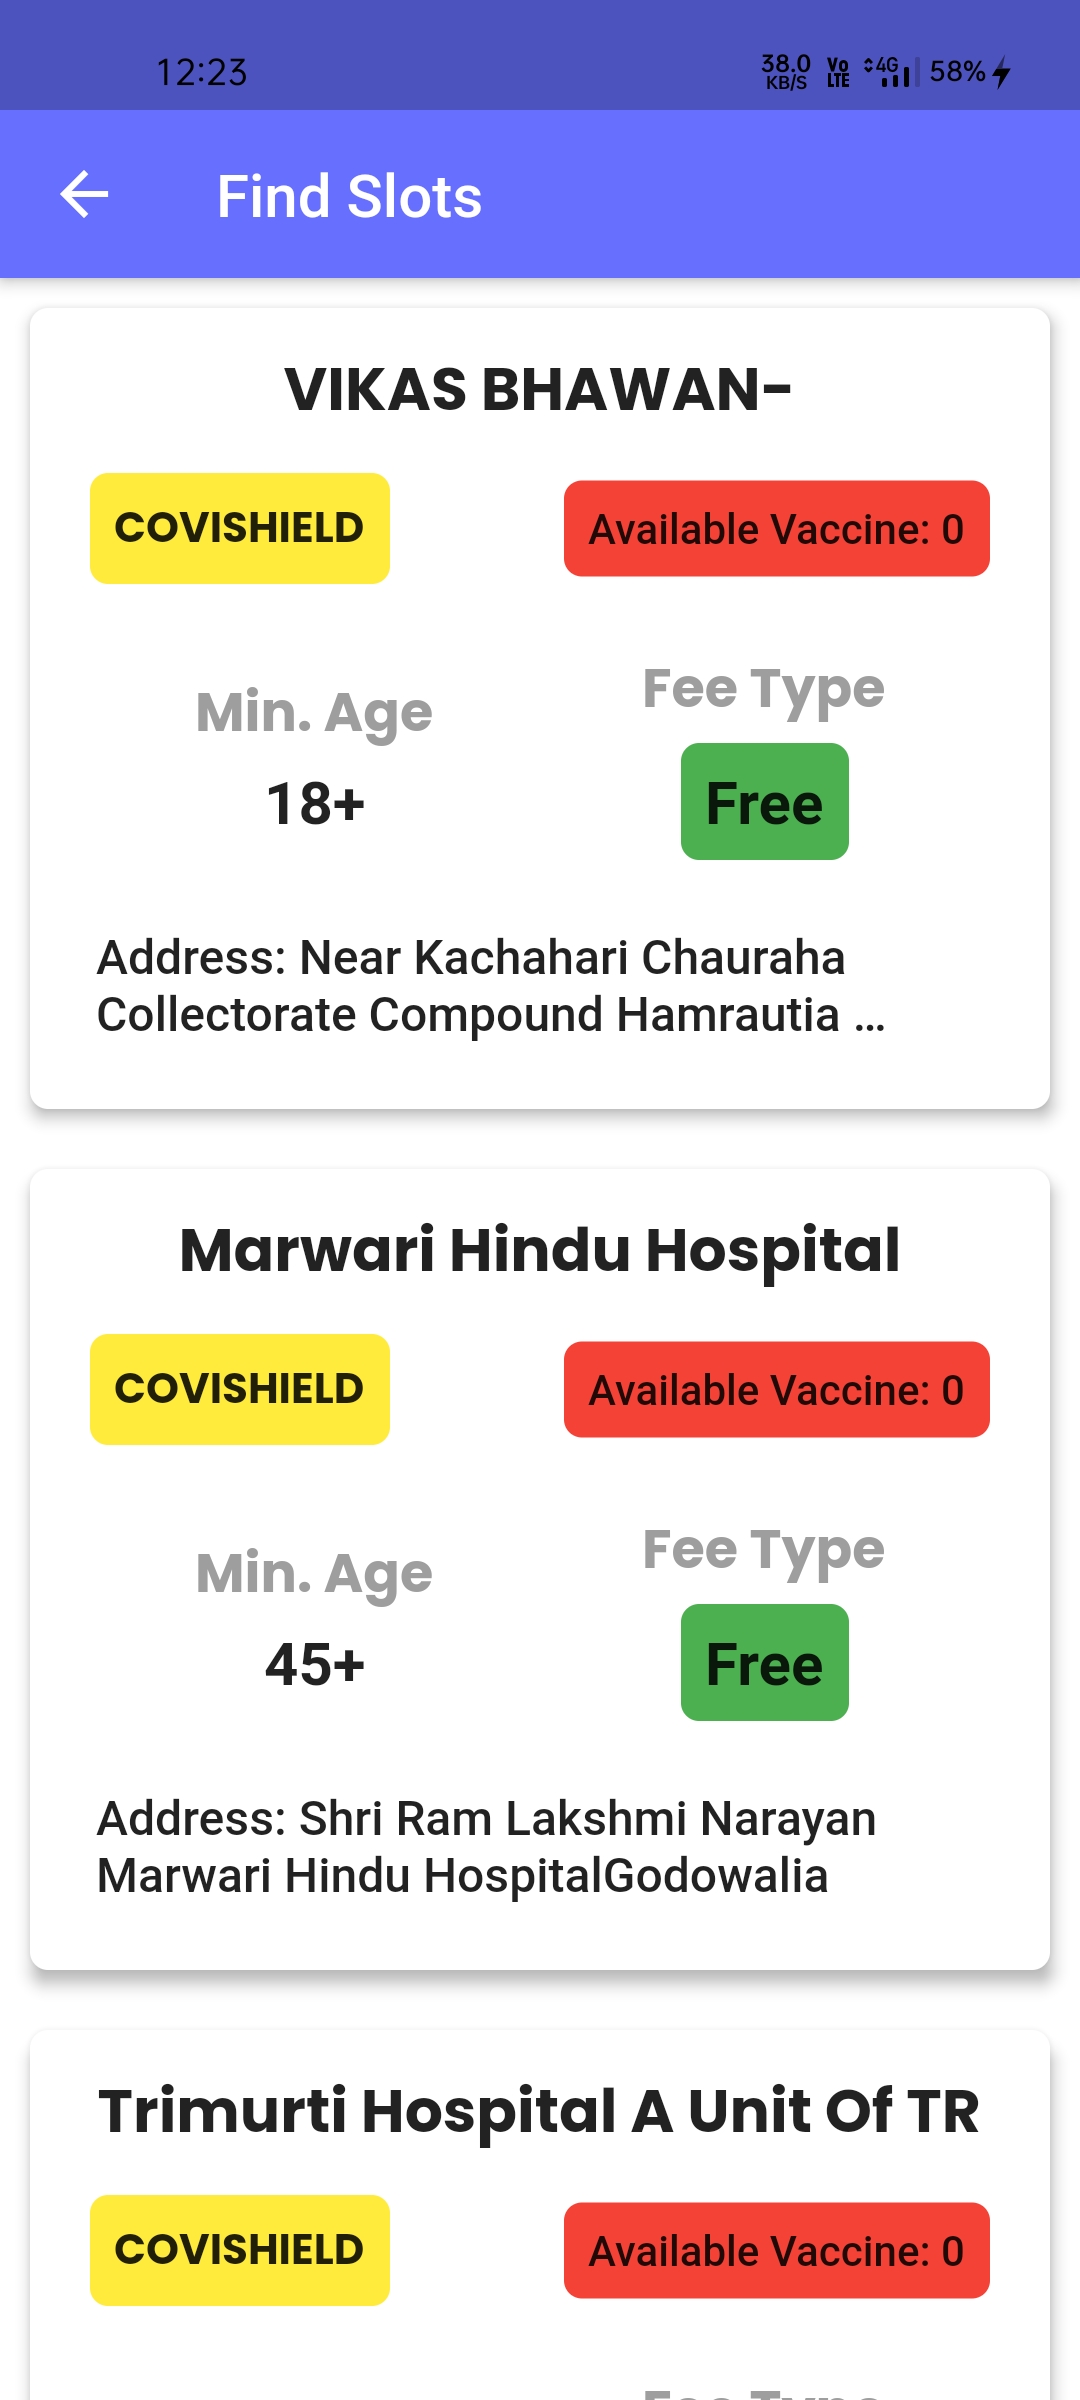 12:23
38.0 KB/S Vo LTE 4G 58%
Find Slots
VIKAS BHAWAN-
COVISHIELD
Available Vaccine: 0
Min. Age
Fee Type
18+
Free
Address: Near Kachahari Chauraha
Collectorate Compound Hamrautia ...
Marwari Hindu Hospital
COVISHIELD
Available Vaccine: 0
Min. Age
Fee Type
45+
Free
Address: Shri Ram Lakshmi Narayan
Marwari Hindu HospitalGodowalia
Trimurti Hospital A Unit Of TR
COVISHIELD
Available Vaccine: 0
Fee Type